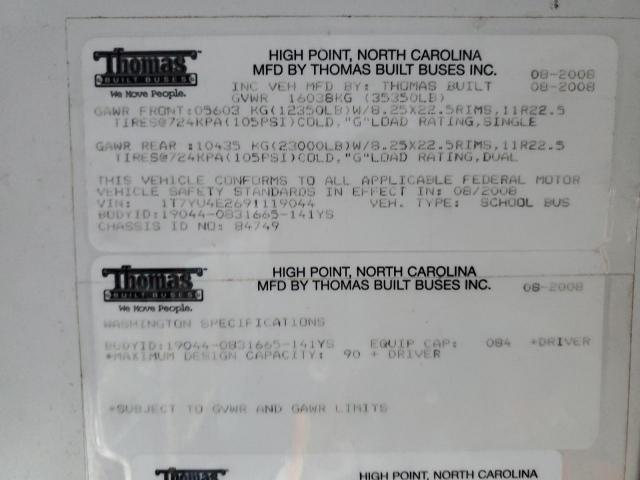 Thomas
BUILT BUSES
We Move People.
HIGH POINT, NORTH CAROLINA
MFD BY THOMAS BUILT BUSES INC. 08-2008
INC VEH MFD BY: THOMAS BUILT 08-2008
GVWR 16038KG (35350LB)
GAWR FRONT:05603 KG(12350LB)W/8.25X22.5RIMS,11R22.5
TIRES@724KPA(105PSI)COLD,"G"LOAD RATING,SINGLE
GAWR REAR :10435 KG(23000LB)W/8.25X22.5RIMS,11R22.5
TIRES@724KPA(105PSI)COLD,"G"LOAD RATING,DUAL
THIS VEHICLE CONFORMS TO ALL APPLICABLE FEDERAL MOTOR
VEHICLE SAFETY STANDARDS IN EFFECT IN: 08/2008
VIN: 1T7YU4E2691119044 VEH. TYPE: SCHOOL BUS
BUDYID:19044-0831665-141YS
CHASSIS ID NO: 84749
Thomas
BUILT BUSES
We Move People.
HIGH POINT, NORTH CAROLINA
MFD BY THOMAS BUILT BUSES INC. 08-2008
WASHINGTON SPECIFICATIONS
BUDYID:19044-0831665-141YS EQUIP CAP: 084 +DRIVER
*MAXIMUM DESIGN CAPACITY: 90 + DRIVER
*SUBJECT TO GVWR AND GAWR LIMITS
Thomas
HIGH POINT, NORTH CAROLINA